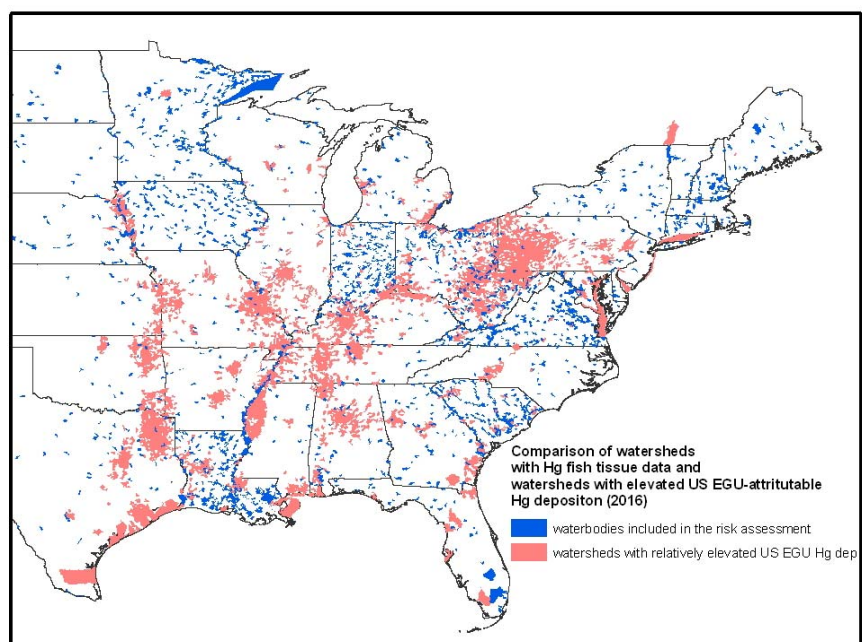 Comparison of watersheds
with Hg fish tissue data and
watersheds with elevated US EGU-attritutable
Hg depositon (2016)
waterbodies included in the risk assessment
watersheds with relatively elevated US EGU Hg dep